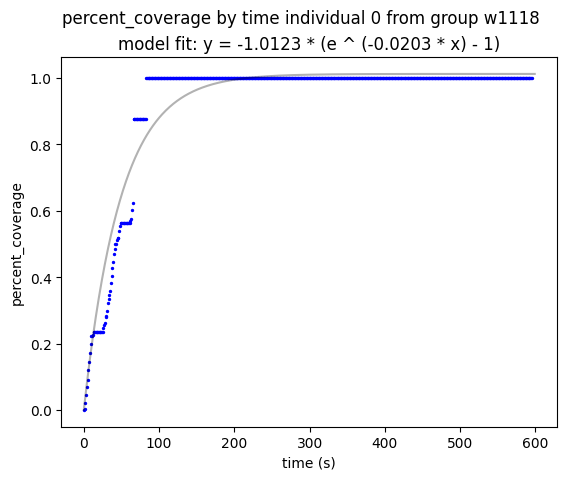 percent_coverage by time individual 0 from group w1118
model fit: y = -1.0123 * (e ^ (-0.0203 * x) - 1)
1.0
0.8
0.6
0.4
0.2
0.0
percent_coverage
0 100 200 300 400 500 600
time (s)